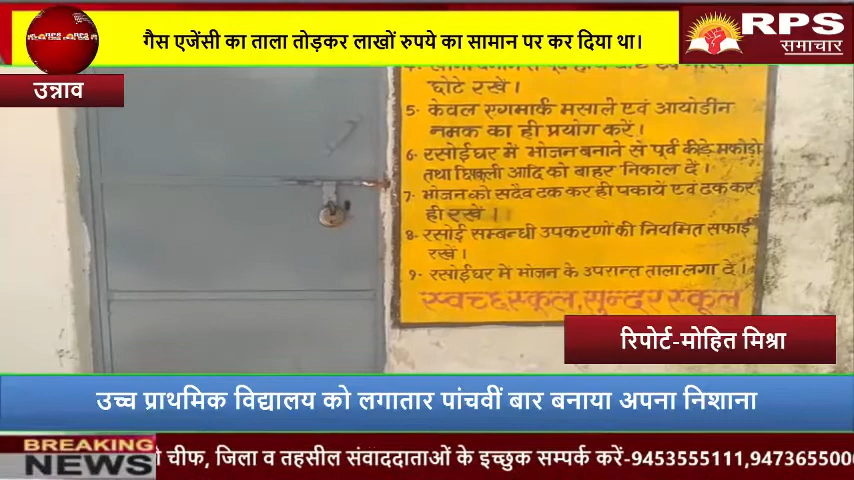 गैस एजेंसी का ताला तोड़कर लाखों रुपये का सामान पर कर दिया था।
RPS
समाचार
उन्नाव
छोटे रखें।
5- केवल एगमार्क मसाले एवं आयोडीन
नमक का ही प्रयोग करें।
6- रसोईघर में भोजन बनाने से पूर्व कीड़े मकोड़ो
तथा छिपकली आदि को बाहर निकाल दें।
7- भोजन को सदैव ढक कर ही पकायें एवं ढक कर
ही रखें।
8- रसोई सम्बन्धी उपकरणों की नियमित सफाई
रखें।
9- रसोईघर में भोजन के उपरान्त ताला लगा दें।
स्वच्छ स्कूल, सुन्दर स्कूल
रिपोर्ट-मोहित मिश्रा
उच्च प्राथमिक विद्यालय को लगातार पांचवीं बार बनाया अपना निशाना
BREAKING
NEWS
चीफ, जिला व तहसील संवाददाताओं के इच्छुक सम्पर्क करें-9453555111,9473655000